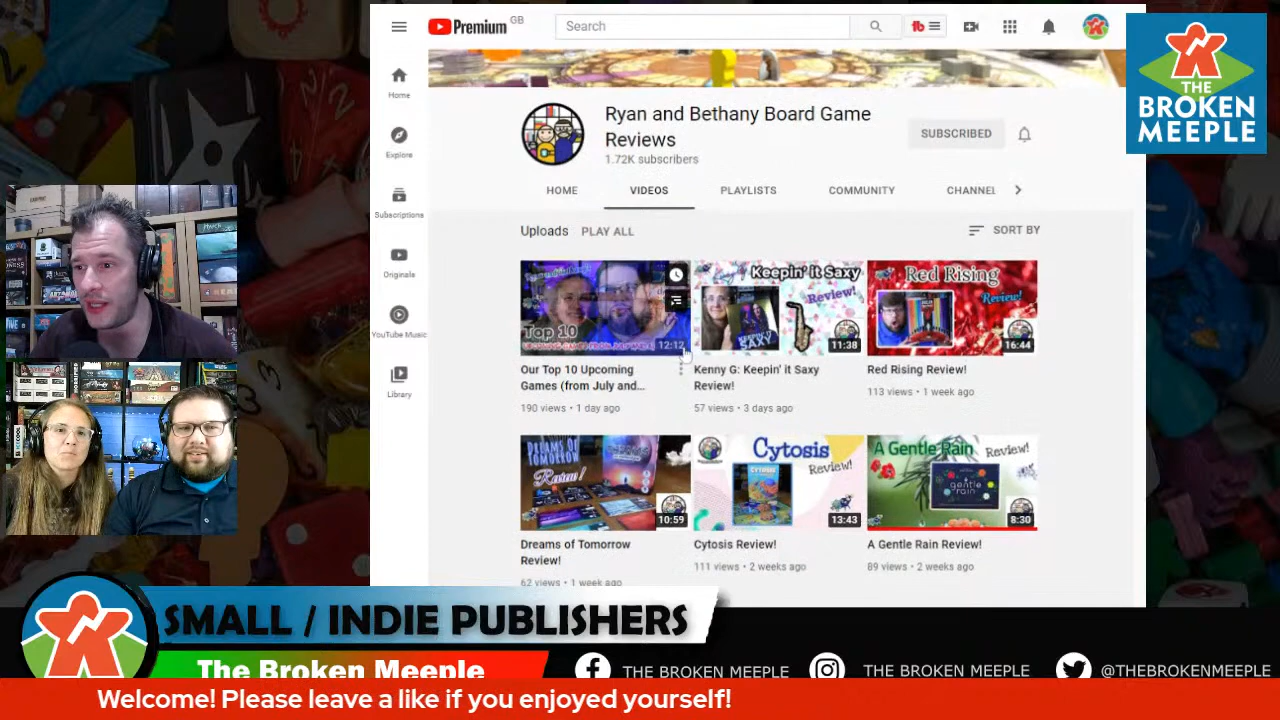 Premium GB
Search
THE
BROKEN
MEEPLE
Home
Explore
Subscriptions
Originals
YouTube Music
Library
Ryan and Bethany Board Game
Reviews
1.72K subscribers
SUBSCRIBED
HOME
VIDEOS
PLAYLISTS
COMMUNITY
CHANNEL
Uploads
PLAY ALL
SORT BY
Top 10
12:12
Our Top 10 Upcoming
Games (from July and...
190 views • 1 day ago
Keepin' it Saxy
Review!
11:38
Kenny G: Keepin' it Saxy
Review!
57 views • 3 days ago
Red Rising
Review!
16:44
Red Rising Review!
113 views • 1 week ago
DREAMS OF
TOMORROW
Review!
10:59
Dreams of Tomorrow
Review!
62 views • 1 week ago
Cytosis
Review!
13:43
Cytosis Review!
111 views • 2 weeks ago
A Gentle Rain
Review!
gentle
rain
8:30
A Gentle Rain Review!
89 views • 2 weeks ago
SMALL / INDIE PUBLISHERS
The Broken Meeple
THE BROKEN MEEPLE
THE BROKEN MEEPLE
@THEBROKENMEEPLE
Welcome! Please leave a like if you enjoyed yourself!